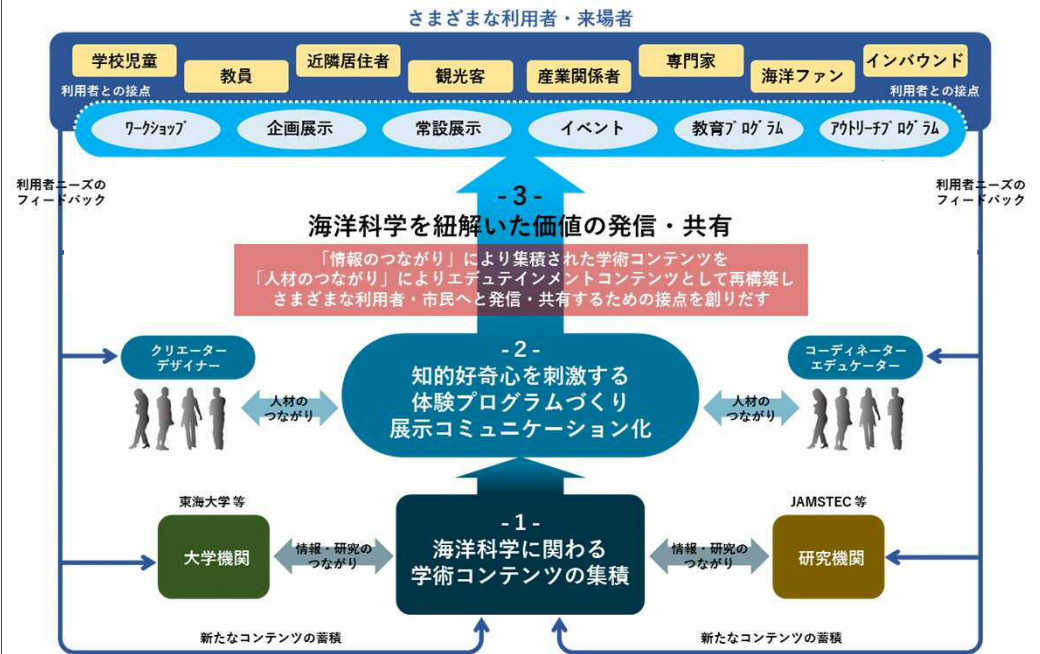 さまざまな利用者・来場者
学校児童
教員
近隣居住者
観光客
産業関係者
専門家
海洋ファン
インバウンド
利用者との接点
利用者との接点
ﾜｰｸｼｮｯﾌﾟ
企画展示
常設展示
イベント
教育ﾌﾟﾛｸﾞﾗﾑ
ｱｳﾄﾘｰﾁﾌﾟﾛｸﾞﾗﾑ
利用者ニーズの
フィードバック
利用者ニーズの
フィードバック
- 3 -
海洋科学を紐解いた価値の発信・共有
「情報のつながり」により集積された学術コンテンツを
「人材のつながり」によりエデュテインメントコンテンツとして再構築し
さまざまな利用者・市民へと発信・共有するための接点を創りだす
クリエーター
デザイナー
人材の
つながり
- 2 -
知的好奇心を刺激する
体験プログラムづくり
展示コミュニケーション化
人材の
つながり
コーディネーター
エデュケーター
東海大学 等
大学機関
情報・研究の
つながり
- 1 -
海洋科学に関わる
学術コンテンツの集積
情報・研究の
つながり
JAMSTEC 等
研究機関
新たなコンテンツの蓄積
新たなコンテンツの蓄積